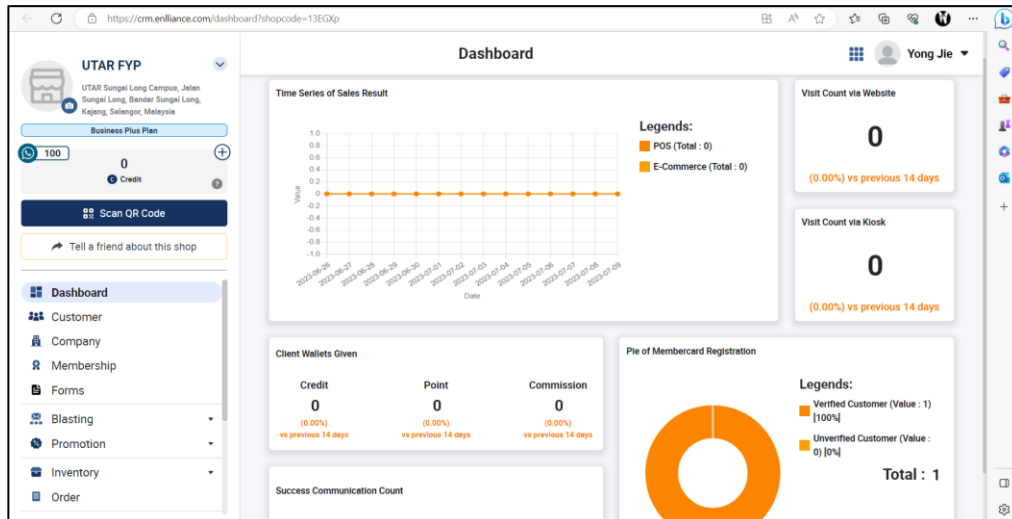 https://crm.enlliance.com/dashboard?shopcode=13EGXp
UTAR FYP
UTAR Sungai Long Campus, Jalan
Sungai Long, Bandar Sungai Long,
Kajang, Selangor, Malaysia
Business Plus Plan
100
0
C Credit
?
Scan QR Code
Tell a friend about this shop
Dashboard
Customer
Company
Membership
Forms
Blasting
Promotion
Inventory
Order
Dashboard
Yong Jie
Time Series of Sales Result
1.0
0.8
0.6
0.4
0.2
0
-0.2
-0.4
-0.6
-0.8
-1.0
Value
2023-06-26
2023-06-27
2023-06-28
2023-06-29
2023-06-30
2023-07-01
2023-07-02
2023-07-03
2023-07-04
2023-07-05
2023-07-06
2023-07-07
2023-07-08
2023-07-09
Date
Legends:
POS (Total : 0)
E-Commerce (Total : 0)
Visit Count via Website
0
(0.00%) vs previous 14 days
Visit Count via Kiosk
0
(0.00%) vs previous 14 days
Client Wallets Given
Credit Point Commission
0 0 0
(0.00%) (0.00%) (0.00%)
vs previous 14 days vs previous 14 days vs previous 14 days
Success Communication Count
Pie of Membercard Registration
Legends:
Verified Customer (Value : 1)
|100%|
Unverified Customer (Value :
0) |0%|
Total : 1